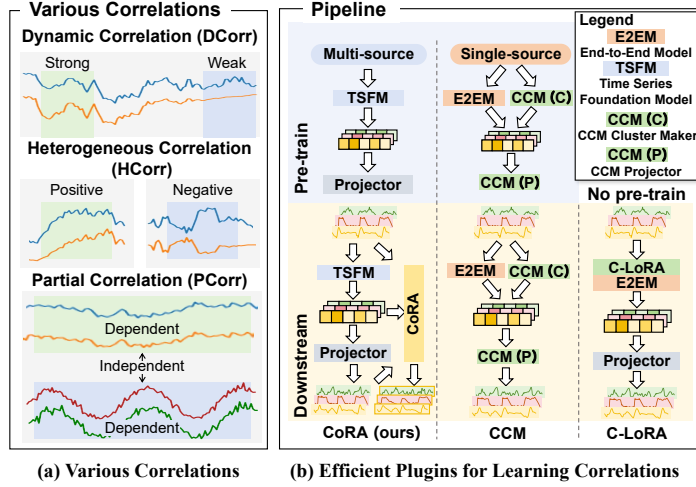 Various Correlations
Dynamic Correlation (DCorr)
Strong
Weak
Heterogeneous Correlation
(HCorr)
Positive
Negative
Partial Correlation (PCorr)
Dependent
Independent
Dependent
(a) Various Correlations
Pipeline
Legend
E2EM
End-to-End Model
TSFM
Time Series
Foundation Model
CCM (C)
CCM Cluster Maker
CCM (P)
CCM Projector
Pre-train
Multi-source
TSFM
Projector
Single-source
E2EM
CCM (C)
CCM (P)
No pre-train
Downstream
TSFM
CoRA
Projector
CoRA (ours)
E2EM
CCM (C)
CCM (P)
CCM
C-LoRA
E2EM
Projector
C-LoRA
(b) Efficient Plugins for Learning Correlations